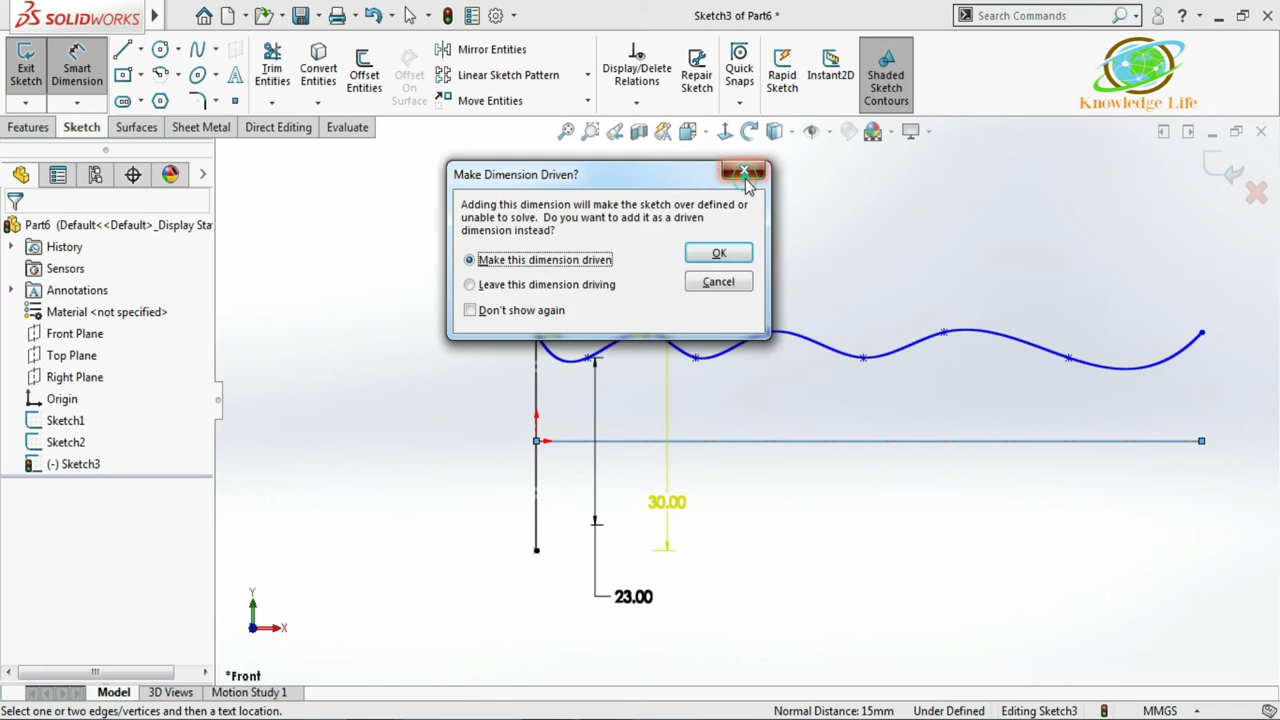 SOLIDWORKS
Sketch3 of Part6 *
Search Commands
?
Exit Sketch
Smart Dimension
Trim Entities
Convert Entities
Offset Entities
Offset On Surface
Mirror Entities
Linear Sketch Pattern
Move Entities
Display/Delete Relations
Repair Sketch
Quick Snaps
Rapid Sketch
Instant2D
Shaded Sketch Contours
Knowledge Life
Features
Sketch
Surfaces
Sheet Metal
Direct Editing
Evaluate
Part6 (Default<<Default>_Display Sta
History
Sensors
Annotations
Material <not specified>
Front Plane
Top Plane
Right Plane
Origin
Sketch1
Sketch2
(-) Sketch3
Make Dimension Driven?
Adding this dimension will make the sketch over defined or
unable to solve. Do you want to add it as a driven
dimension instead?
Make this dimension driven
Leave this dimension driving
Don't show again
OK
Cancel
30.00
23.00
Y
X
*Front
Model
3D Views
Motion Study 1
Select one or two edges/vertices and then a text location.
Normal Distance: 15mm
Under Defined
Editing Sketch3
MMGS